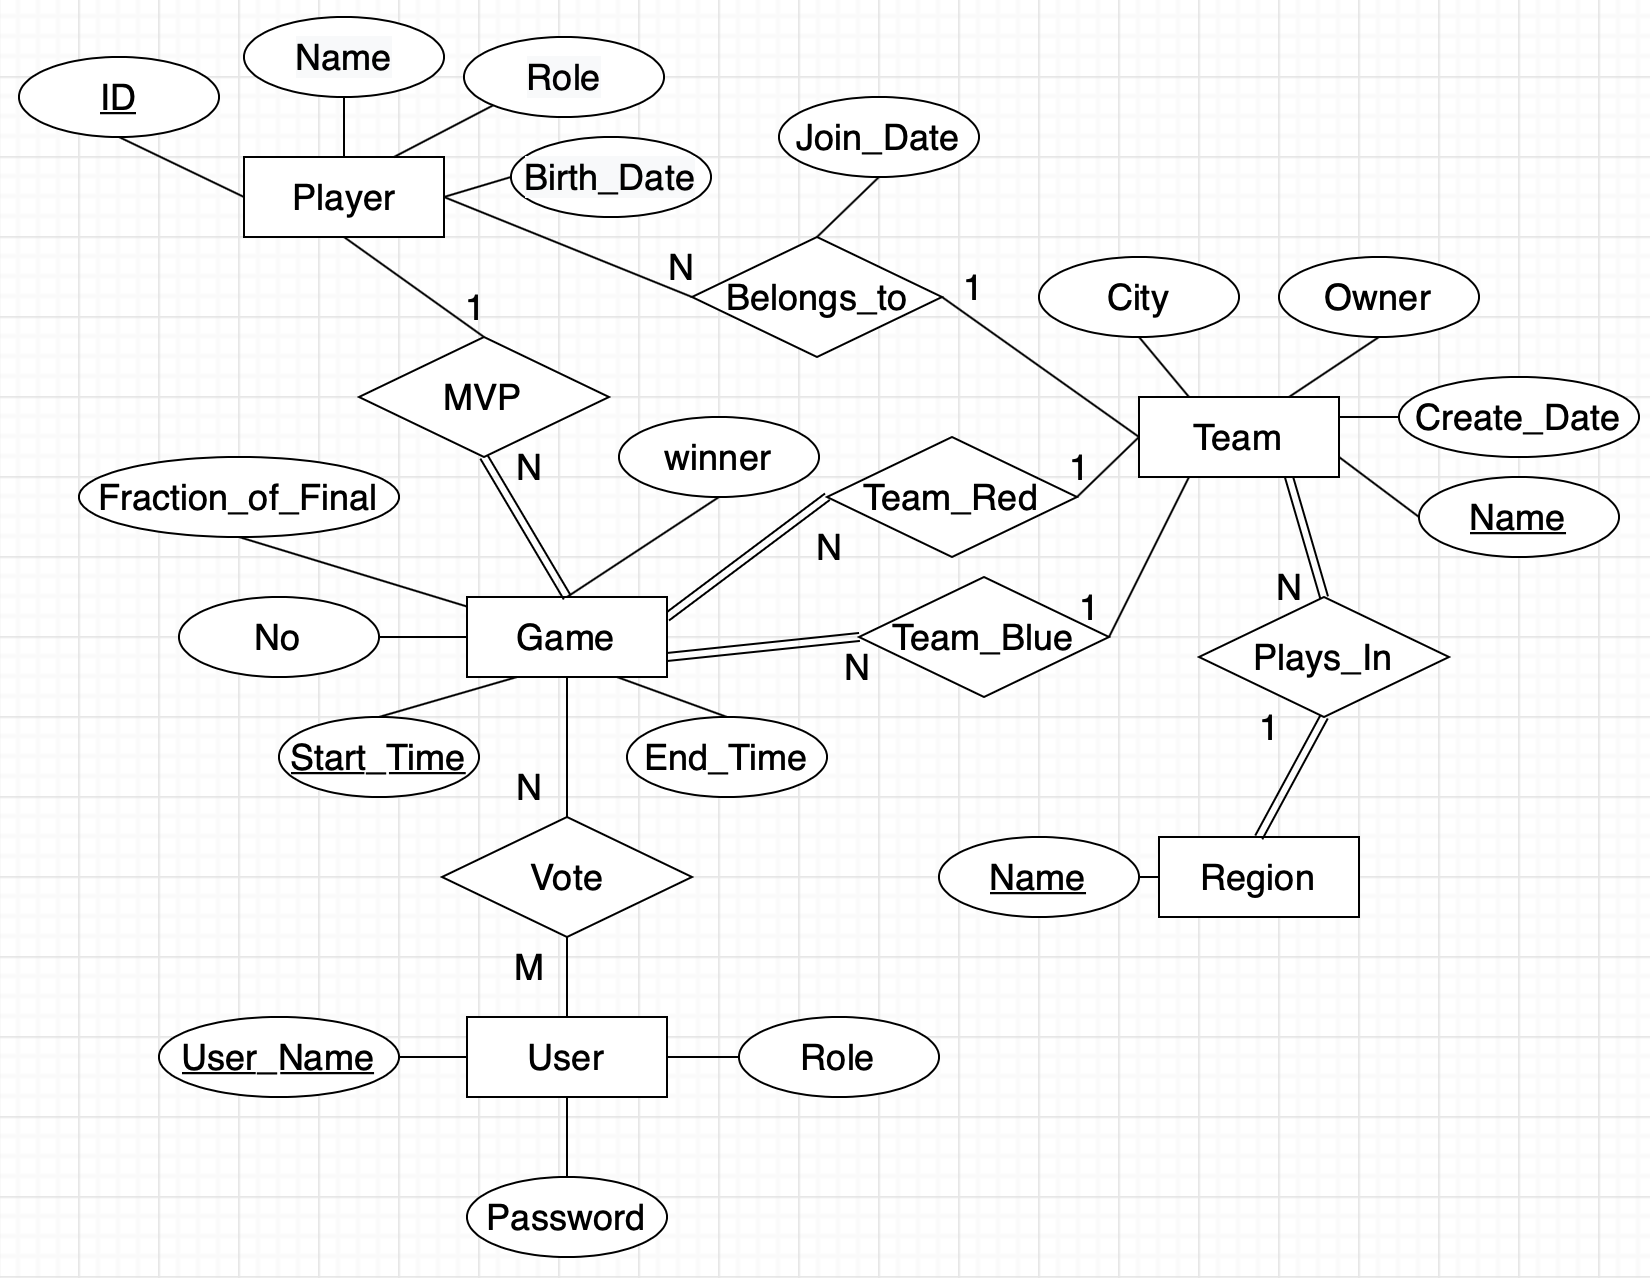 Name
Role
ID
Join_Date
Birth_Date
Player
N
1
Belongs_to
City
Owner
1
MVP
Create_Date
Team
N
winner
1
Fraction_of_Final
Team_Red
Name
N
N
1
No
Game
Team_Blue
N
Plays_In
1
Start_Time
End_Time
N
Vote
Name
Region
M
User_Name
User
Role
Password